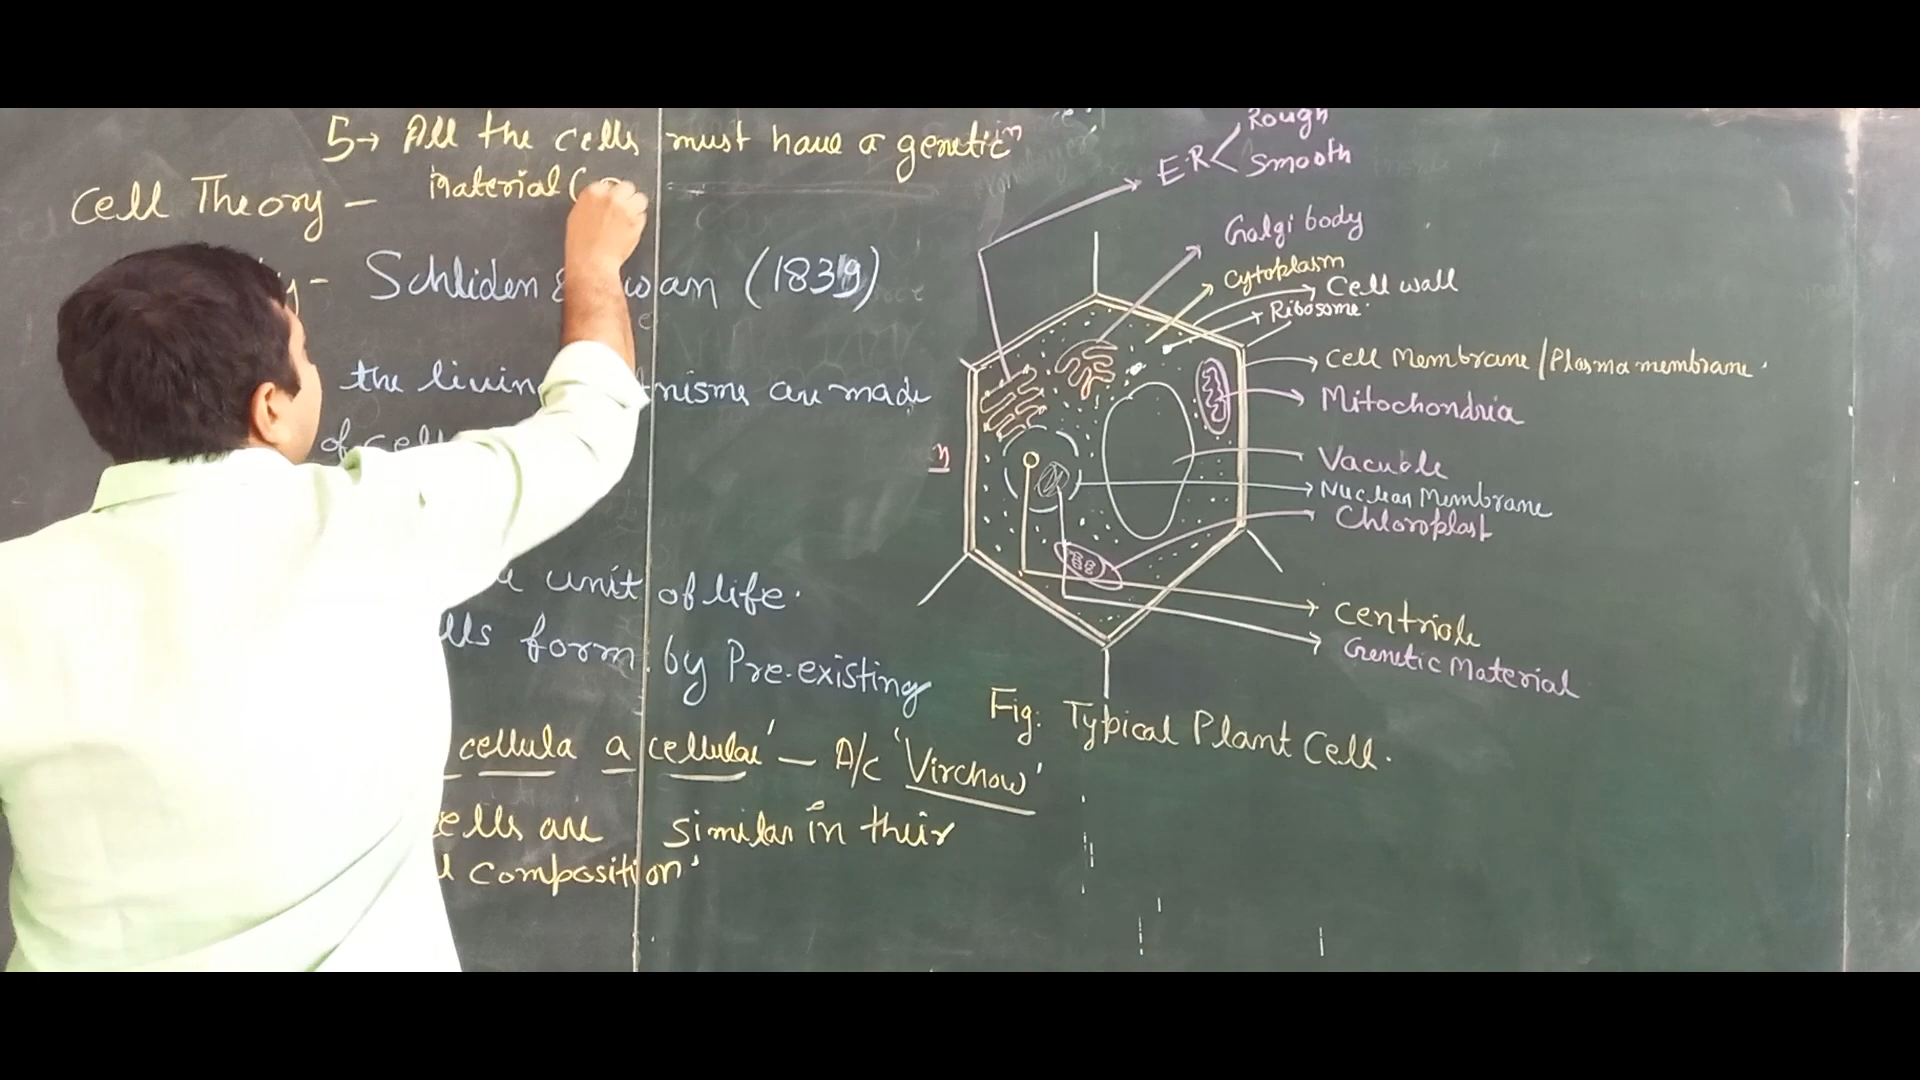 5→ All the cells must have a genetic
Material (
Cell Theory -
Schliden & wan (1839)
the living nisms are made
of cell
unit of life.
lls form by Pre-existing
cellula a cellulae' - A/c 'Virchow'
cells are similar in their
composition'
E.R
Rough
Smooth
Golgi body
Cytoplasm
Cell wall
Ribosome
Cell Membrane/Plasma membrane
Mitochondria
Vacuole
Nuclear Membrane
Chloroplast
Centriole
Genetic Material
Fig: Typical Plant Cell.